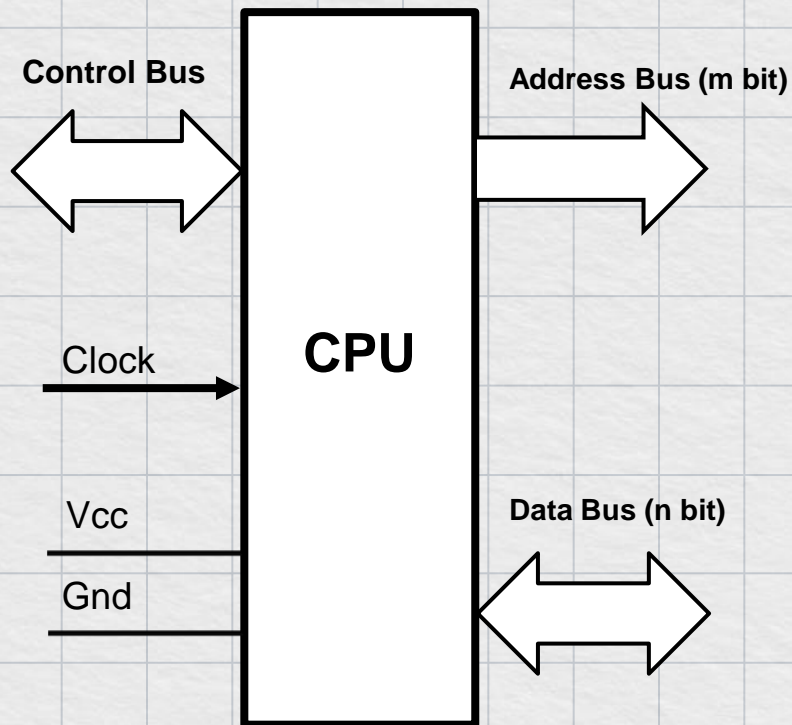 Control Bus
Address Bus (m bit)
CPU
Clock
Vcc
Data Bus (n bit)
Gnd